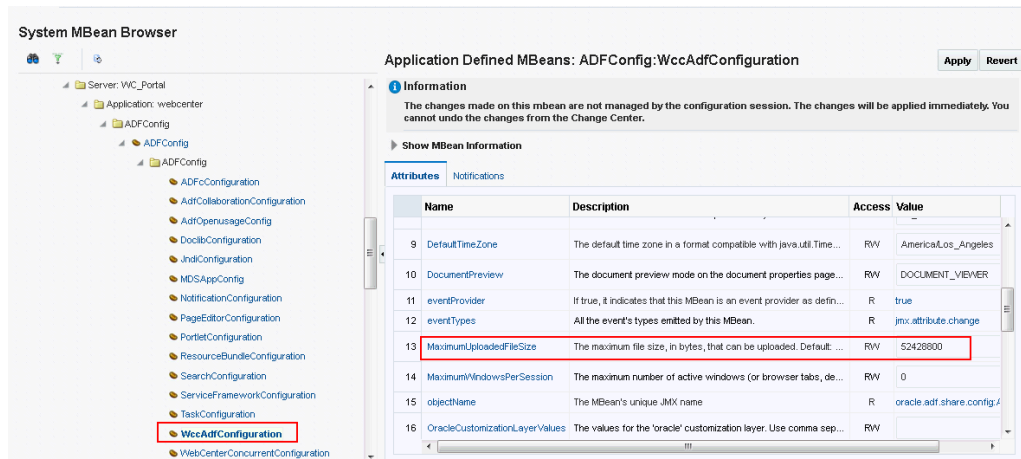 System MBean Browser
Server: WC_Portal
Application: webcenter
ADFConfig
ADFConfig
ADFConfig
ADFcConfiguration
AdfCollaborationConfiguration
AdfOpenusageConfig
DoclibConfiguration
JndiConfiguration
MDSAppConfig
NotificationConfiguration
PageEditorConfiguration
PortletConfiguration
ResourceBundleConfiguration
SearchConfiguration
ServiceFrameworkConfiguration
TaskConfiguration
WccAdfConfiguration
WebCenterConcurrentConfiguration
Application Defined MBeans: ADFConfig:WccAdfConfiguration
Apply Revert
Information
The changes made on this mbean are not managed by the configuration session. The changes will be applied immediately. You
cannot undo the changes from the Change Center.
Show MBean Information
Attributes Notifications
Name Description Access Value
9 DefaultTimeZone The default time zone in a format compatible with java.util.Time... RW America/Los_Angeles
10 DocumentPreview The document preview mode on the document properties page... RW DOCUMENT_VIEWER
11 eventProvider If true, it indicates that this MBean is an event provider as defin... R true
12 eventTypes All the event's types emitted by this MBean. R jmx.attribute.change
13 MaximumUploadedFileSize The maximum file size, in bytes, that can be uploaded. Default: ... RW 52428800
14 MaximumWindowsPerSession The maximum number of active windows (or browser tabs, de... RW 0
15 objectName The MBean's unique JMX name R oracle.adf.share.config:A
16 OracleCustomizationLayerValues The values for the 'oracle' customization layer. Use comma sep... RW